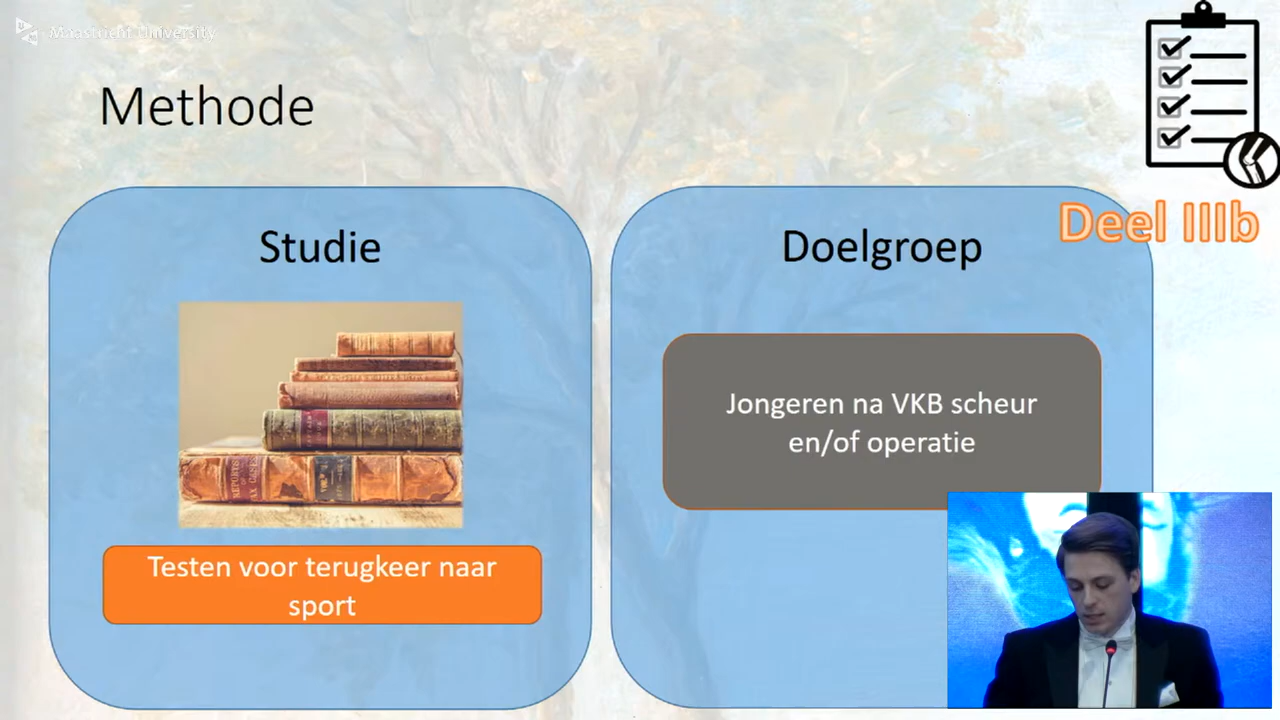 Maastricht University
Methode
Deel IIIb
Studie
Doelgroep
Jongeren na VKB scheur
en/of operatie
Testen voor terugkeer naar
sport